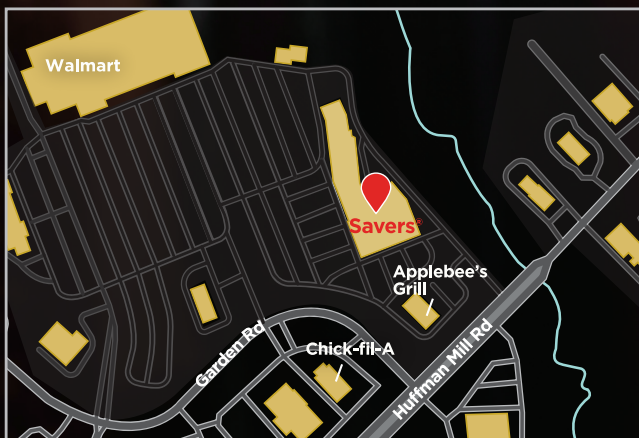 Walmart
Savers®
Applebee's
Grill
Garden Rd
Chick-fil-A
Huffman Mill Rd